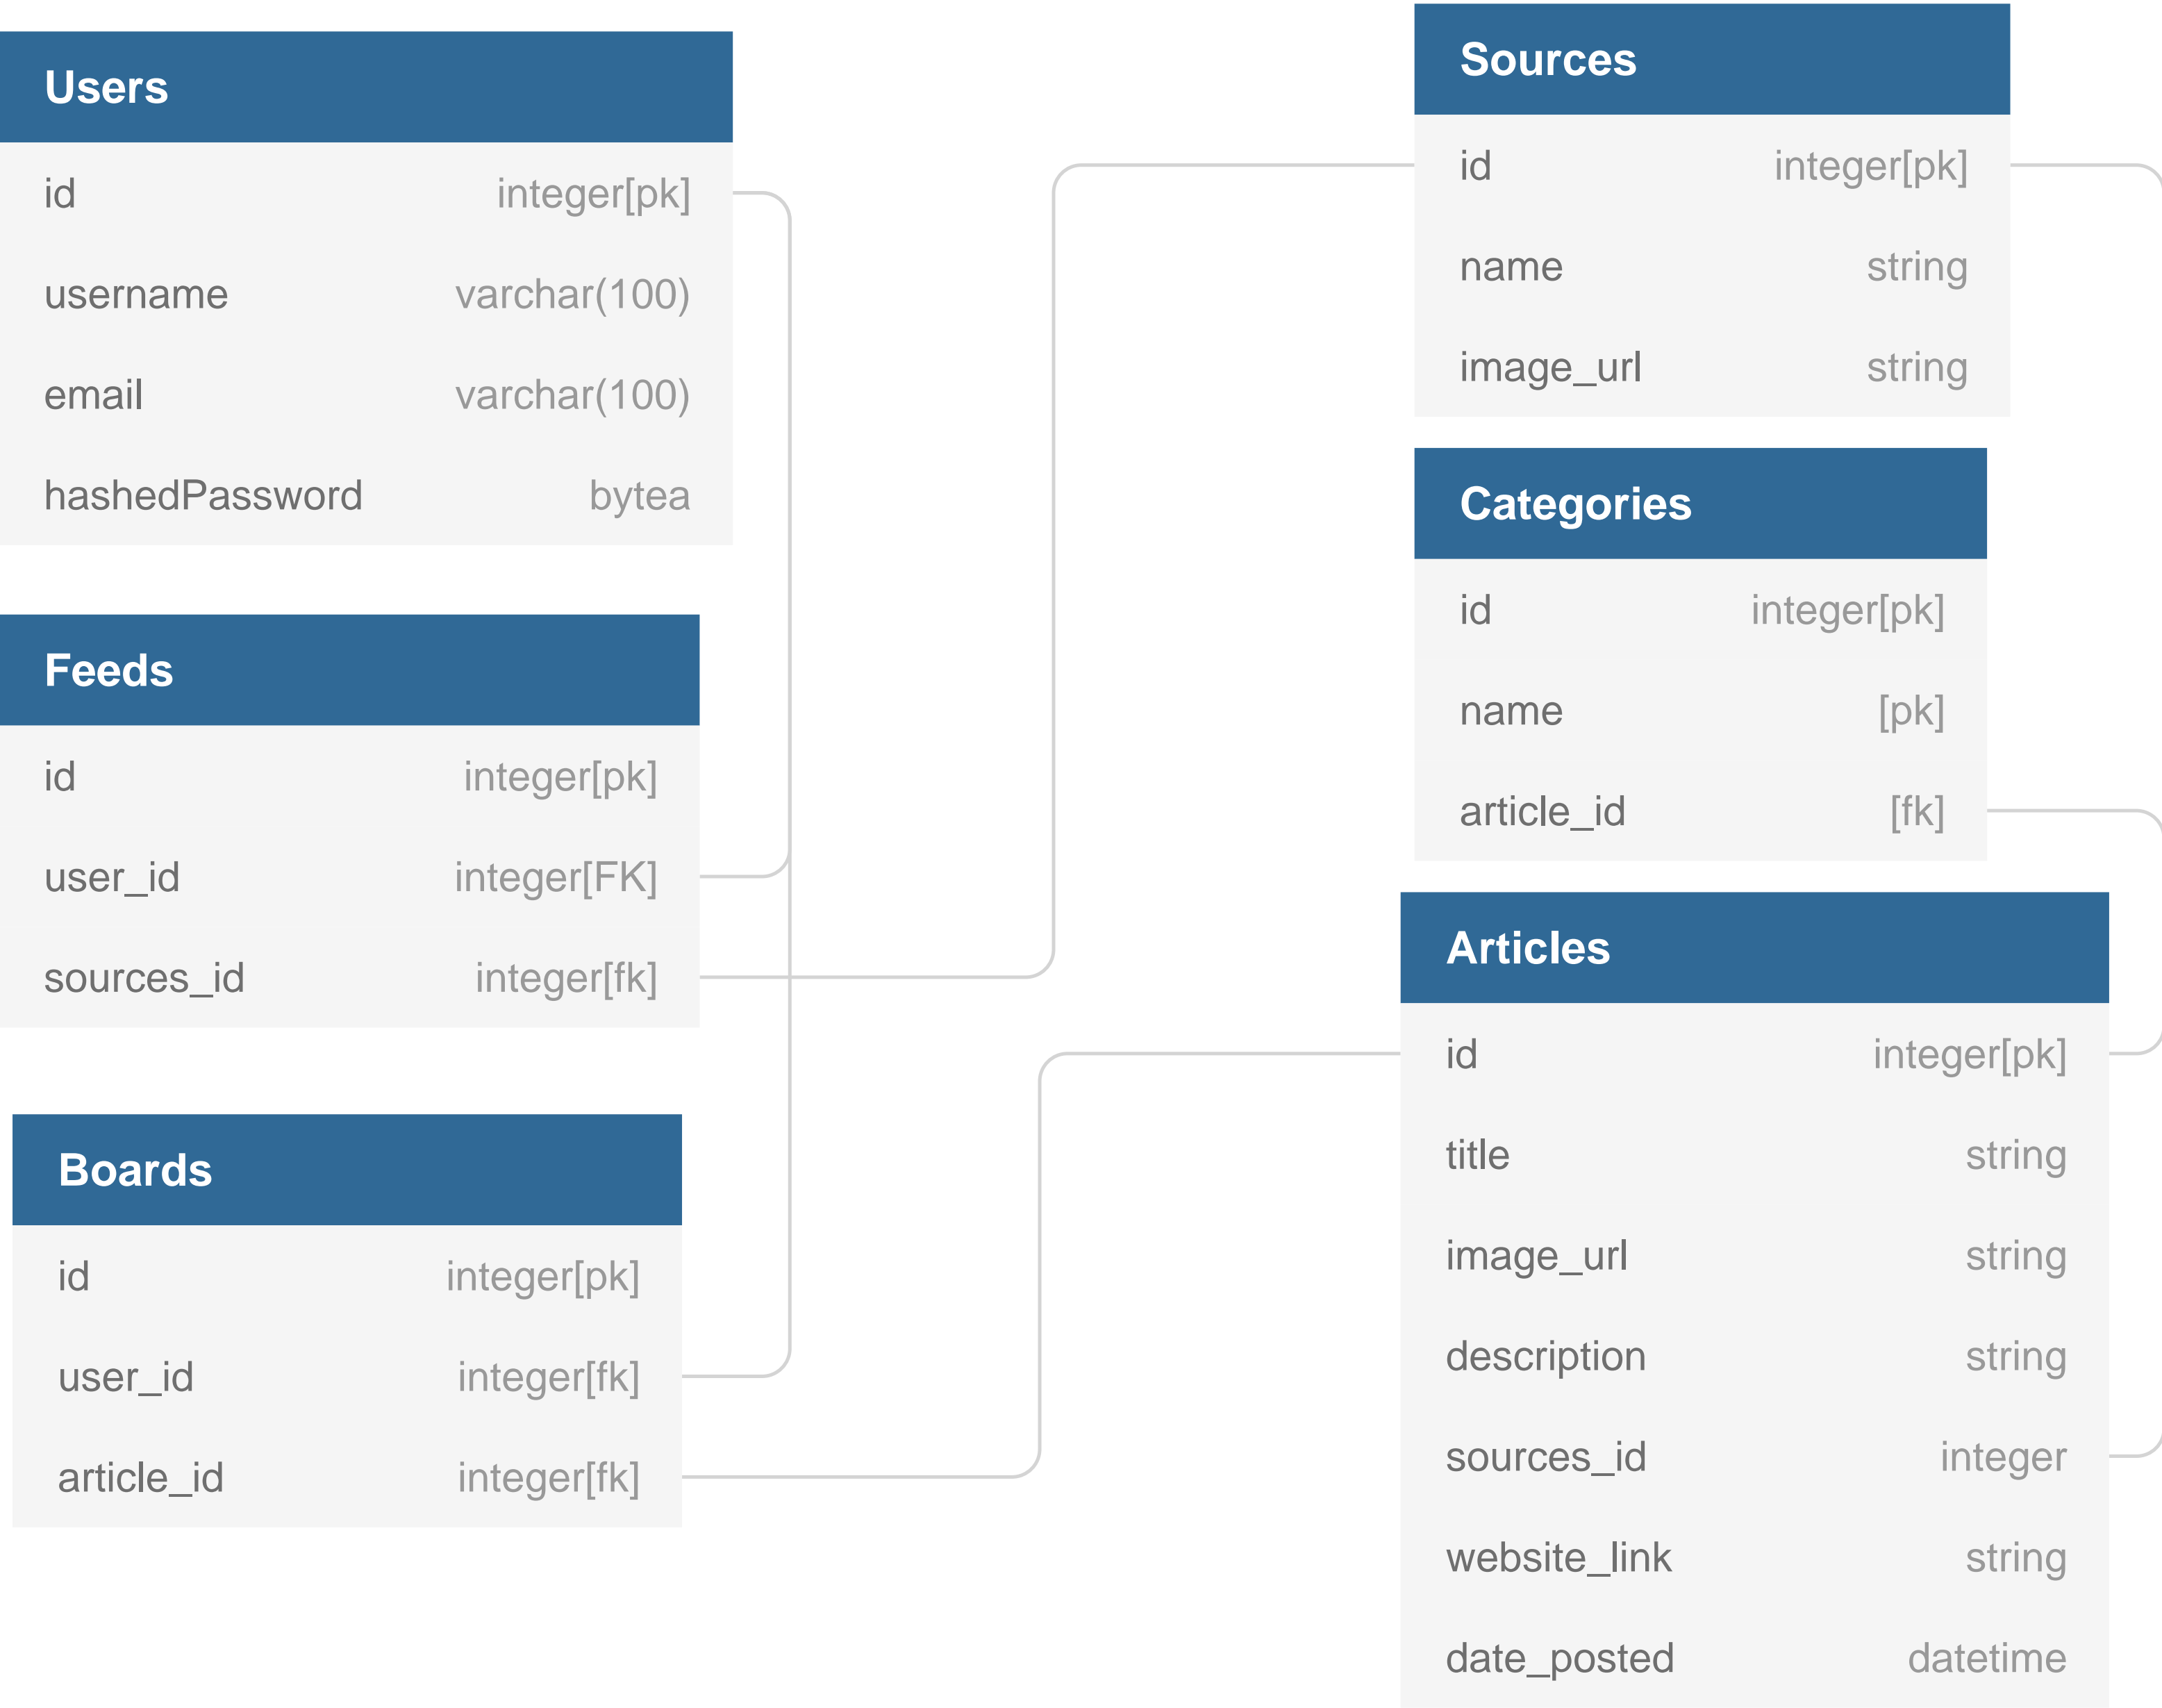 Users
id integer[pk]
username varchar(100)
email varchar(100)
hashedPassword bytea
Feeds
id integer[pk]
user_id integer[FK]
sources_id integer[fk]
Boards
id integer[pk]
user_id integer[fk]
article_id integer[fk]
Sources
id integer[pk]
name string
image_url string
Categories
id integer[pk]
name [pk]
article_id [fk]
Articles
id integer[pk]
title string
image_url string
description string
sources_id integer
website_link string
date_posted datetime